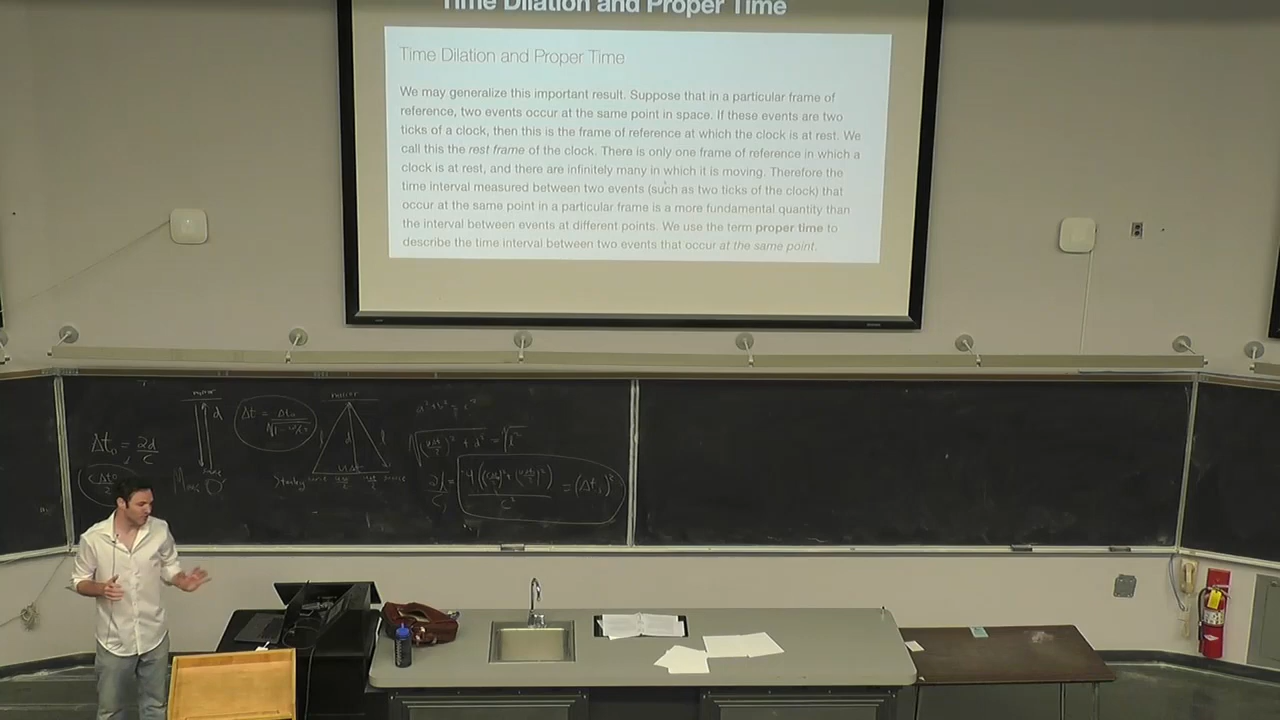 Time Dilation and Proper Time
Time Dilation and Proper Time
We may generalize this important result. Suppose that in a particular frame of
reference, two events occur at the same point in space. If these events are two
ticks of a clock, then this is the frame of reference at which the clock is at rest. We
call this the rest frame of the clock. There is only one frame of reference in which a
clock is at rest, and there are infinitely many in which it is moving. Therefore the
time interval measured between two events (such as two ticks of the clock) that
occur at the same point in a particular frame is a more fundamental quantity than
the interval between events at different points. We use the term proper time to
describe the time interval between two events that occur at the same point.
mirror
d
Δt₀ = 2d/C
mirror
d
l
a² + b² = c²